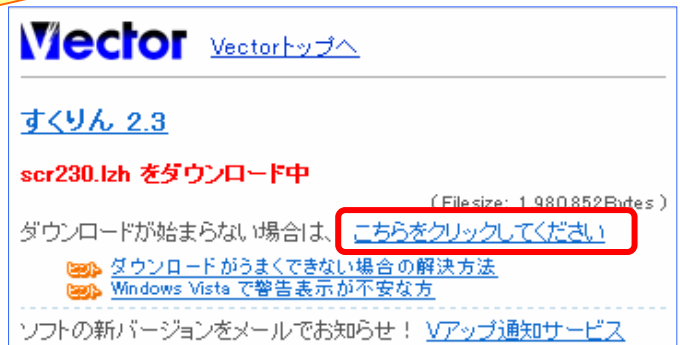 Vector Vectorトップへ
すくりん 2.3
scr230.lzh をダウンロード中
(Filesize: 1,980,852Bytes)
ダウンロードが始まらない場合は、 こちらをクリックしてください
ダウンロードがうまくできない場合の解決方法
Windows Vista で警告表示が不安な方
ソフトの新バージョンをメールでお知らせ! Vアップ通知サービス